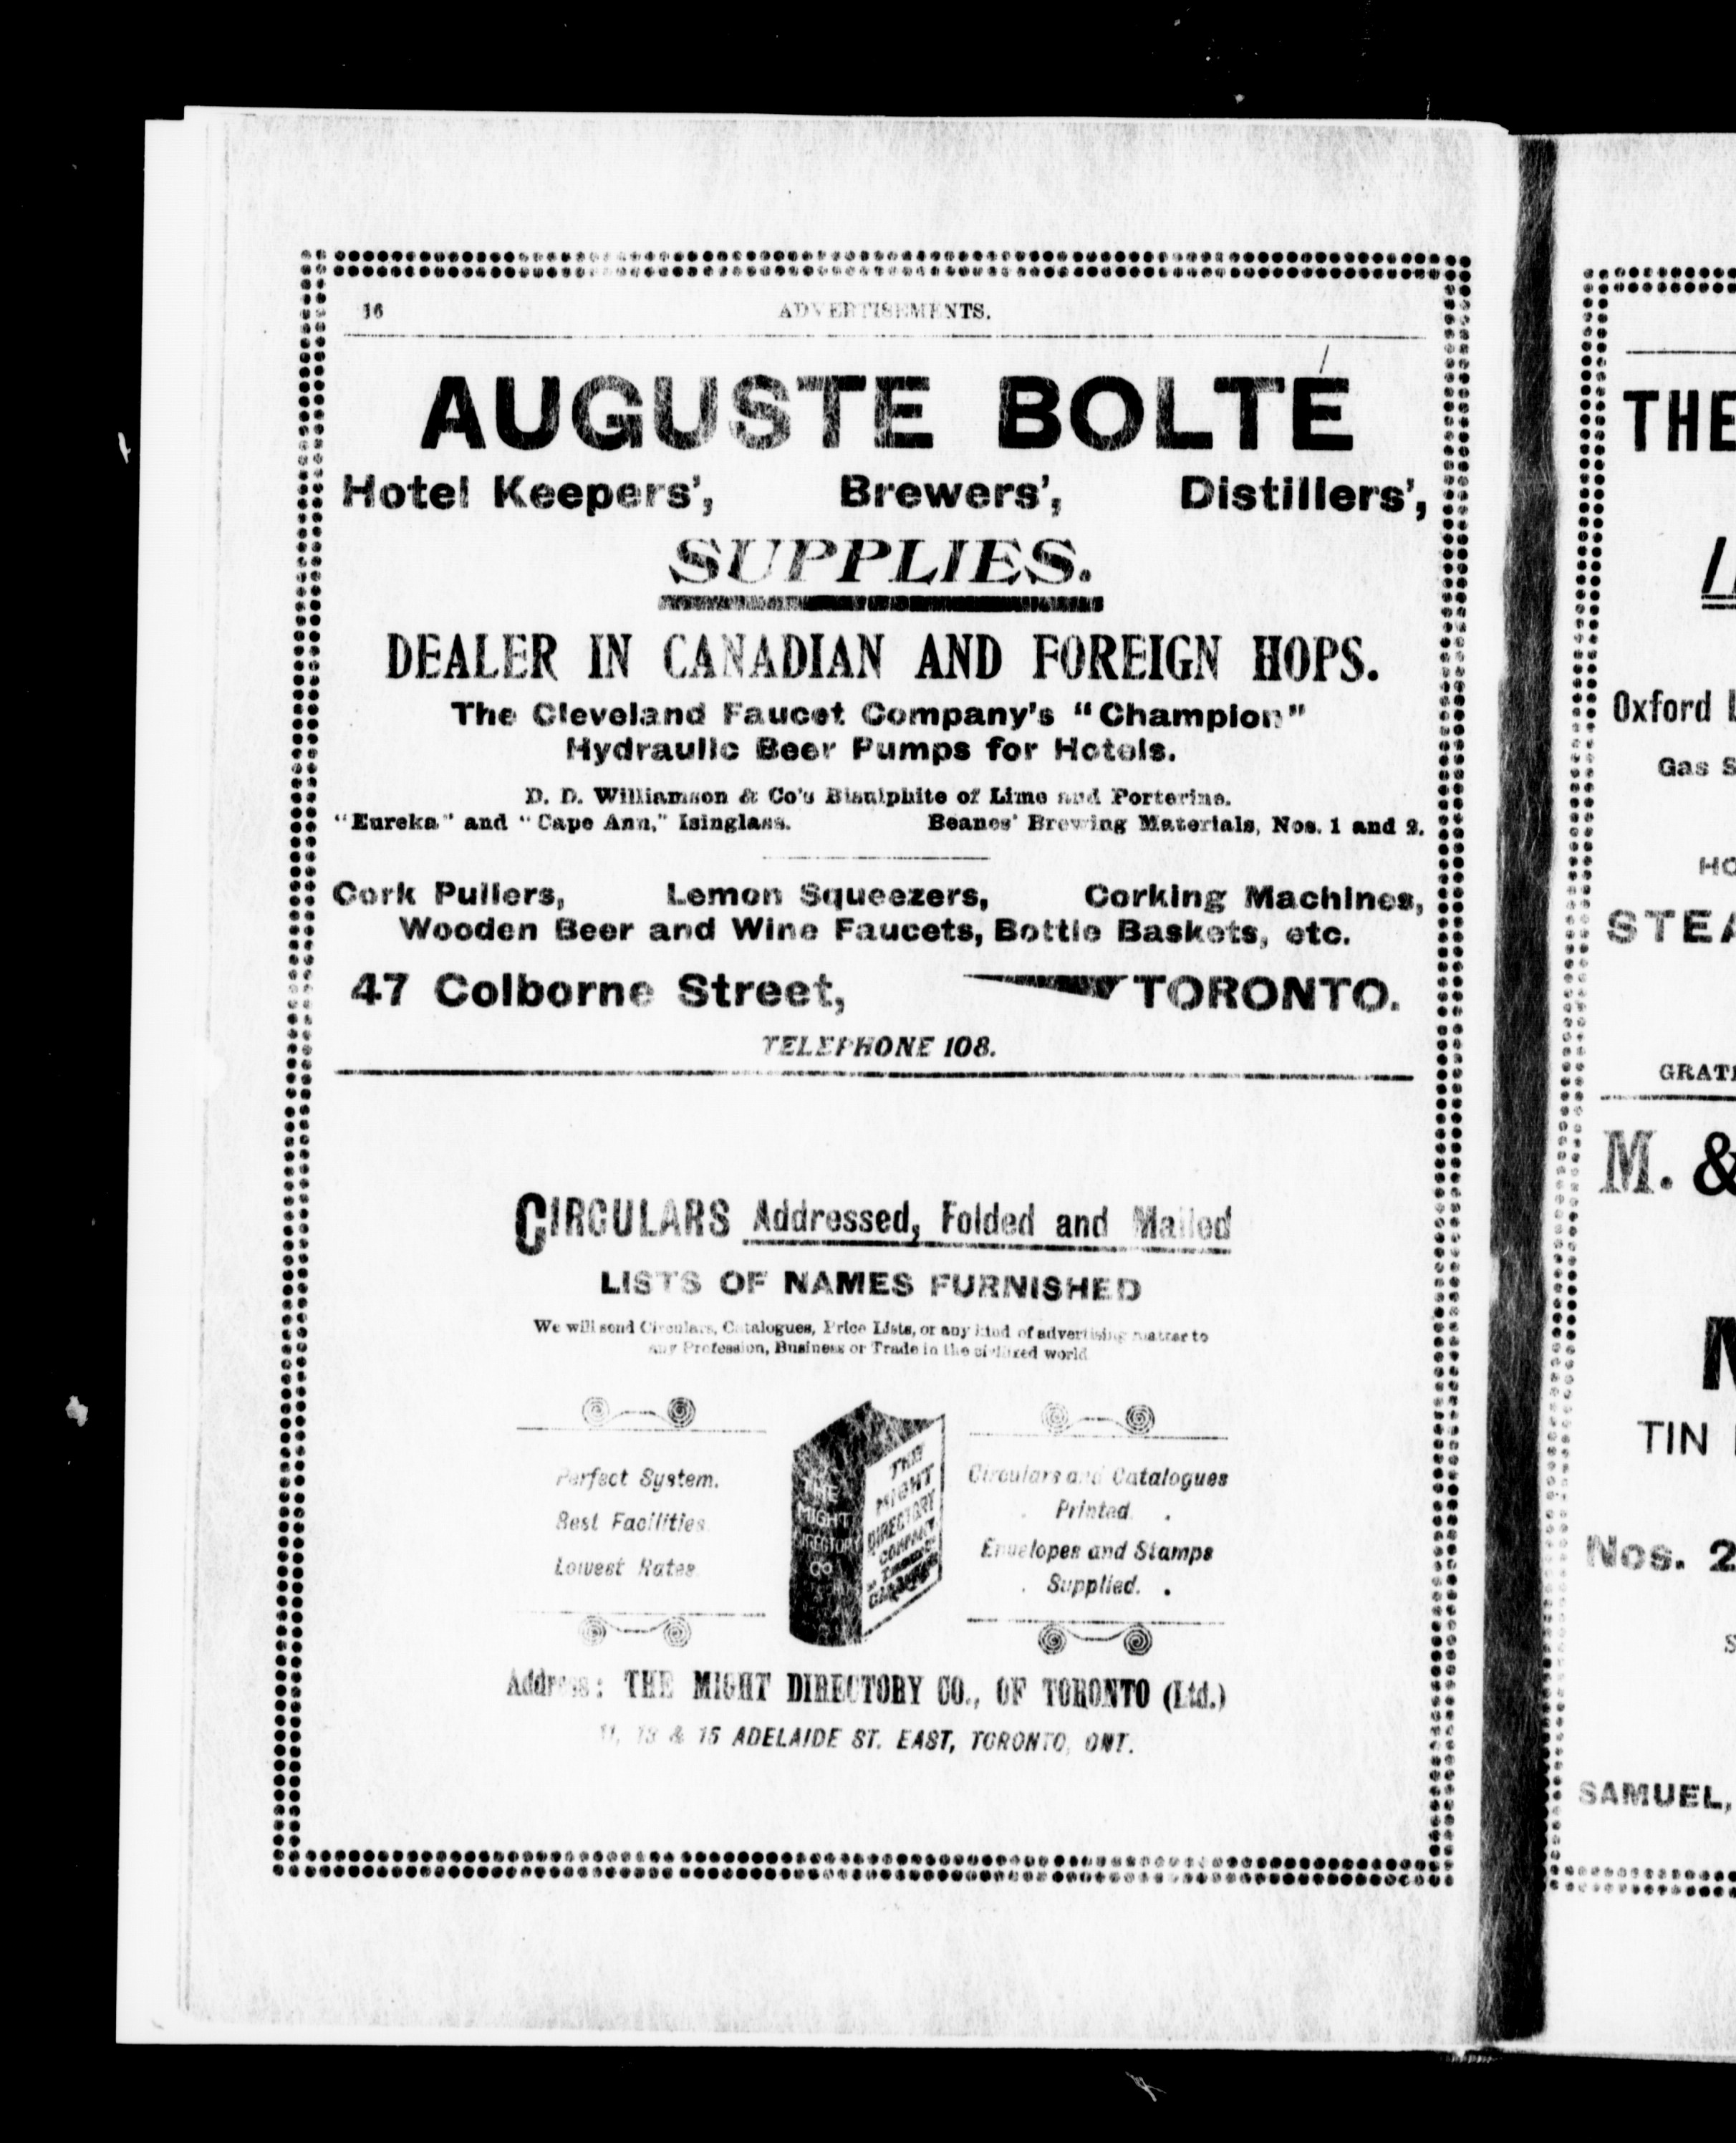 16 ADVERTISEMENTS.
AUGUSTE BOLTÉ
Hotel Keepers', Brewers', Distillers',
SUPPLIES.
DEALER IN CANADIAN AND FOREIGN HOPS.
The Cleveland Faucet Company's "Champion"
Hydraulic Beer Pumps for Hotels.
D. D. Williamson & Co's Bisulphite of Lime and Porterine.
"Eureka" and "Cape Ann," Isinglass. Beanes' Brewing Materials, Nos. 1 and 2.
Cork Pullers, Lemon Squeezers, Corking Machines,
Wooden Beer and Wine Faucets, Bottle Baskets, etc.
47 Colborne Street, TORONTO.
TELEPHONE 108.
CIRCULARS Addressed, Folded and Mailed
LISTS OF NAMES FURNISHED
We will send Circulars, Catalogues, Price Lists, or any kind of advertising matter to
any Profession, Business or Trade in the civilized world
Perfect System.
Best Facilities
Lowest Rates
THE
MIGHT
DIRECTORY
CO
THE
MIGHT
DIRECTORY
COMPANY
OF TORONTO
Circulars and Catalogues
Printed.
Envelopes and Stamps
Supplied.
Address: THE MIGHT DIRECTORY CO., OF TORONTO (Ltd.)
11, 13 & 15 ADELAIDE ST. EAST, TORONTO, ONT.
THE
Oxford
Gas
M. &
TIN
Nos. 2
SAMUEL,